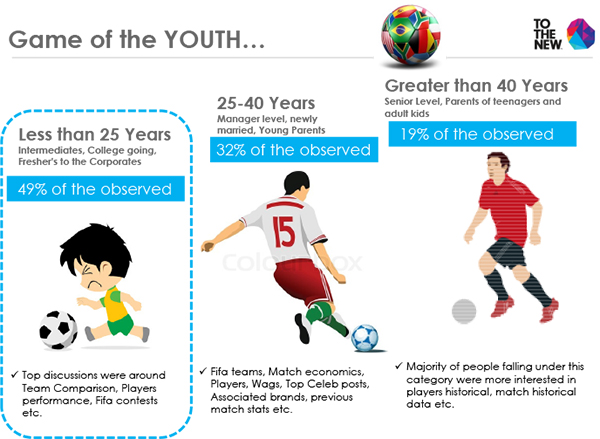 Game of the YOUTH...
TO
THE
NEW.
Less than 25 Years
Intermediates, College going,
Fresher's to the Corporates
49% of the observed
Top discussions were around
Team Comparison, Players
performance, Fifa contests
etc.
25-40 Years
Manager level, newly
married, Young Parents
32% of the observed
15
Fifa teams, Match economics,
Players, Wags, Top Celeb posts,
Associated brands, previous
match stats etc.
Greater than 40 Years
Senior Level, Parents of teenagers and
adult kids
19% of the observed
Majority of people falling under this
category were more interested in
players historical, match historical
data etc.